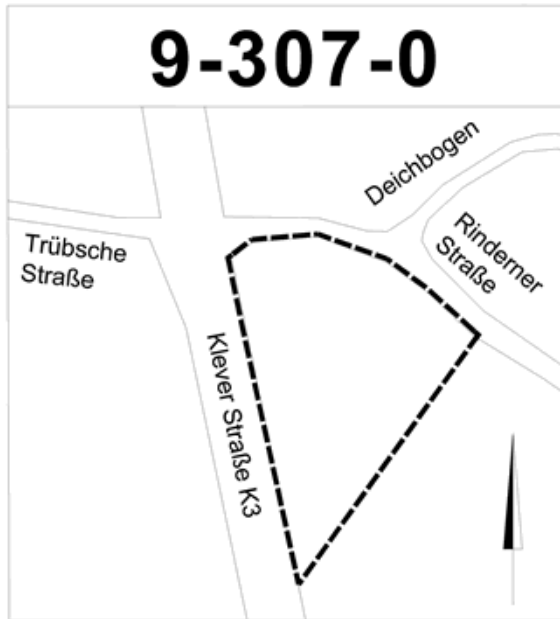 9-307-0
Deichbogen
Rinderner
Straße
Trübsche
Straße
Klever Straße K3